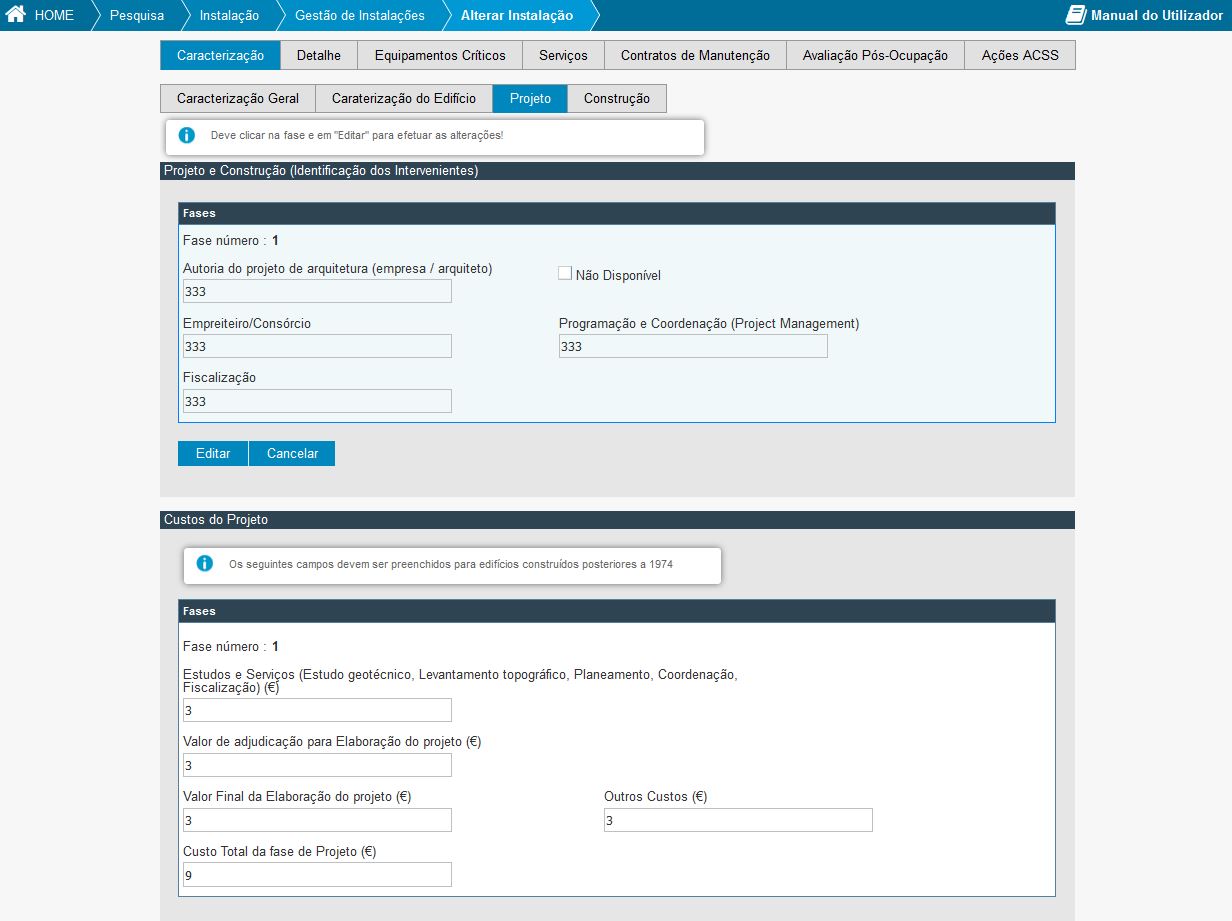 HOME Pesquisa Instalação Gestão de Instalações Alterar Instalação Manual do Utilizador
Caracterização Detalhe Equipamentos Críticos Serviços Contratos de Manutenção Avaliação Pós-Ocupação Ações ACSS
Caracterização Geral Caraterização do Edifício Projeto Construção
Deve clicar na fase e em "Editar" para efetuar as alterações!
Projeto e Construção (Identificação dos Intervenientes)
Fases
Fase número : 1
Autoria do projeto de arquitetura (empresa / arquiteto)
Não Disponível
333
Empreiteiro/Consórcio Programação e Coordenação (Project Management)
333 333
Fiscalização
333
Editar Cancelar
Custos do Projeto
Os seguintes campos devem ser preenchidos para edifícios construídos posteriores a 1974
Fases
Fase número : 1
Estudos e Serviços (Estudo geotécnico, Levantamento topográfico, Planeamento, Coordenação,
Fiscalização) (€)
3
Valor de adjudicação para Elaboração do projeto (€)
3
Valor Final da Elaboração do projeto (€) Outros Custos (€)
3 3
Custo Total da fase de Projeto (€)
9